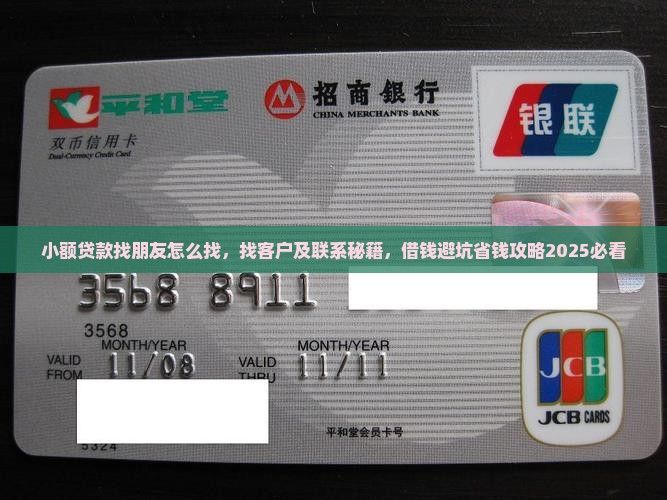 平和堂
招商銀行
CHINA MERCHANTS BANK
银联
双币信用卡
Dual-Currency Credit Card
小额贷款找朋友怎么找，找客户及联系秘籍，借钱避坑省钱攻略2025必看
3568 8911
3568
MONTH/YEAR
MONTH/YEAR
VALID FROM 11/08
VALID THRU 11/11
JCB
JCB CARDS
平和堂会员卡号
5324